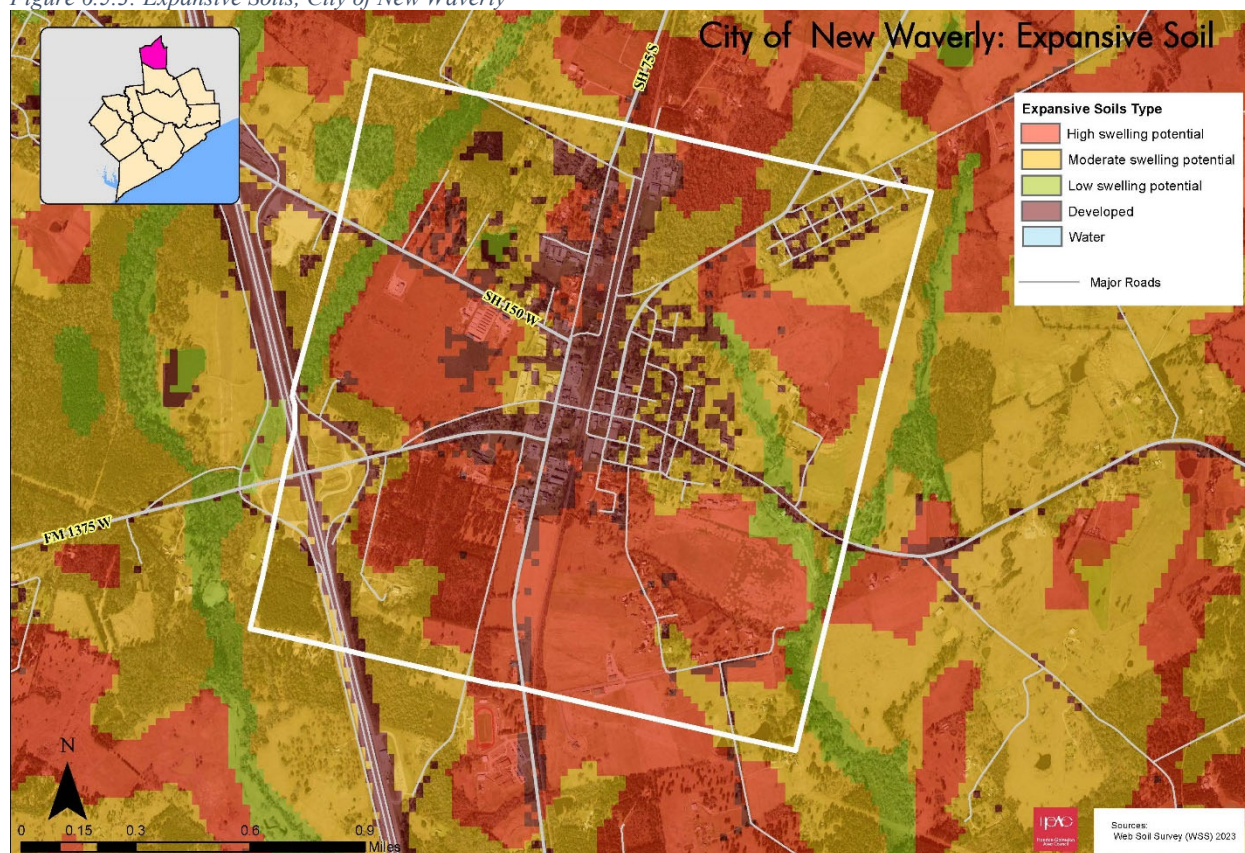 Figure 6.5.3: Expansive Soils, City of New Waverly
City of New Waverly: Expansive Soil
SH 75 S
Expansive Soils Type
High swelling potential
Moderate swelling potential
Low swelling potential
Developed
Water
Major Roads
SH 150 W
FM 1375 W
N
0 0.15 0.3 0.6 0.9
Miles
Sources:
Web Soil Survey (WSS) 2023